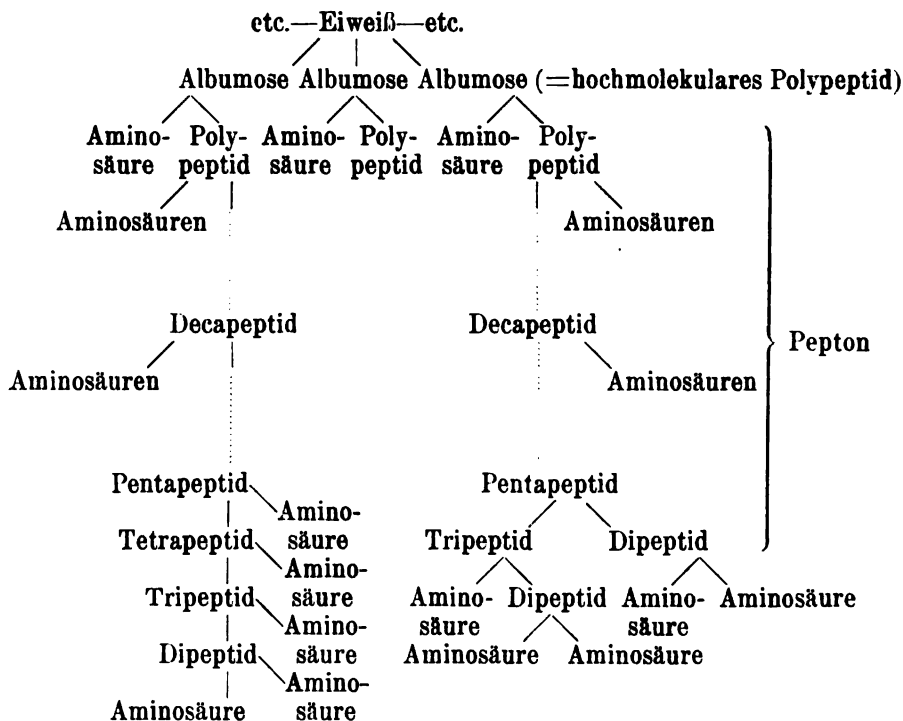 etc.—Eiweiß—etc.
Albumose Albumose Albumose (=hochmolekulares Polypeptid)
Amino- Poly- Amino- Poly- Amino- Poly-
säure peptid säure peptid säure peptid
Aminosäuren Aminosäuren
Decapeptid Decapeptid
Pepton
Aminosäuren Aminosäuren
Pentapeptid Pentapeptid
Amino-
Tetrapeptid säure Tripeptid Dipeptid
Amino-
Tripeptid säure Amino- Dipeptid Amino- Aminosäure
Amino- säure säure
Dipeptid säure Aminosäure Aminosäure
Amino-
Aminosäure säure